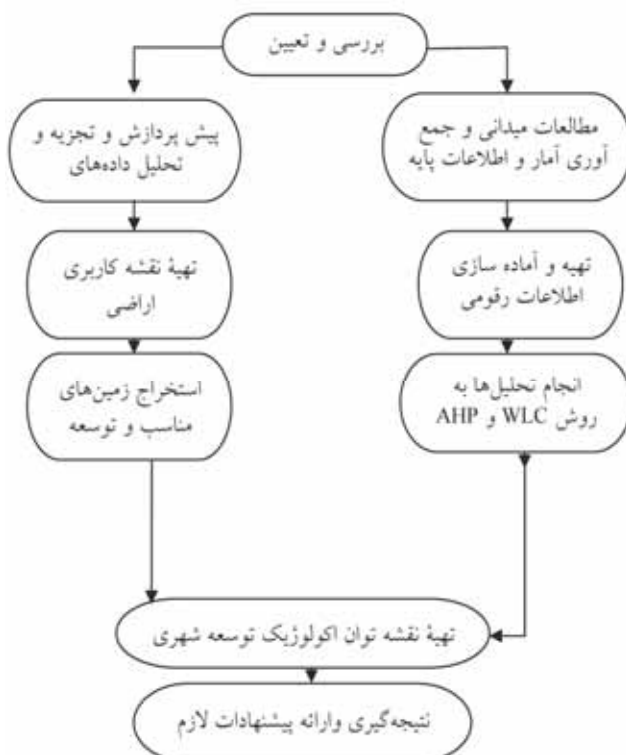 بررسی و تعیین
مطالعات میدانی و جمع
آوری آمار و اطلاعات پایه
پیش پردازش و تجزیه و
تحلیل داده‌های
تهیه و آماده سازی
اطلاعات رقومی
تهیۀ نقشه کاربری
اراضی
انجام تحلیل‌ها به
روش WLC و AHP
استخراج زمین‌های
مناسب و توسعه
تهیۀ نقشه توان اکولوژیک توسعه شهری
نتیجه‌گیری وارائه پیشنهادات لازم